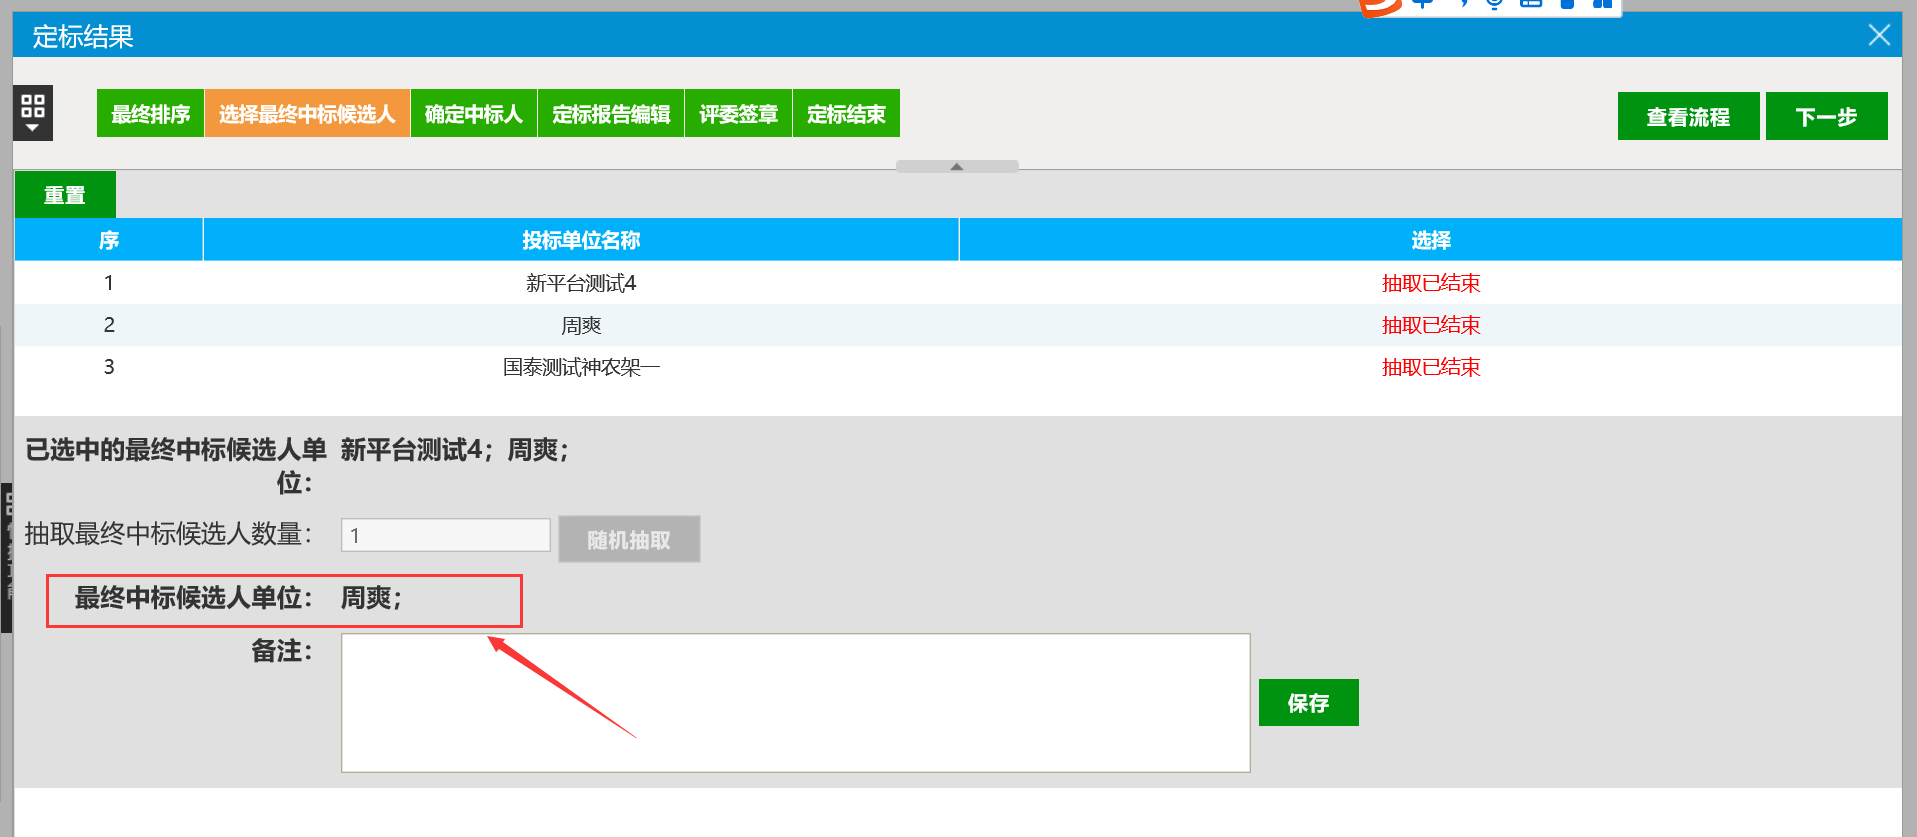 定标结果
最终排序 选择最终中标候选人 确定中标人 定标报告编辑 评委签章 定标结束
查看流程 下一步
重置
序 投标单位名称 选择
1 新平台测试4 抽取已结束
2 周爽 抽取已结束
3 国泰测试神农架一 抽取已结束
已选中的最终中标候选人单 新平台测试4；周爽；
位：
抽取最终中标候选人数量： 1 随机抽取
最终中标候选人单位： 周爽；
备注：
保存